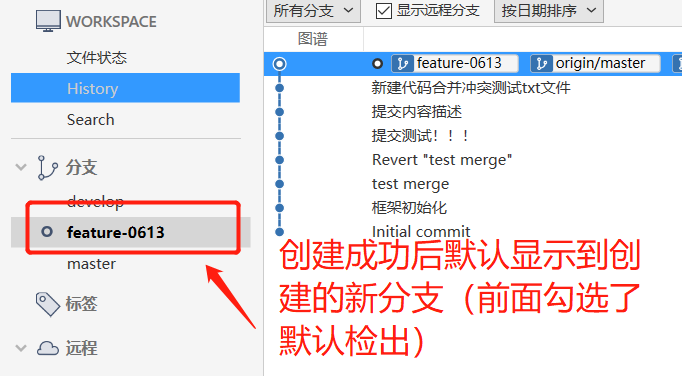 WORKSPACE
文件状态
History
Search
分支
develop
feature-0613
master
标签
远程
所有分支
显示远程分支
按日期排序
图谱
feature-0613
origin/master
新建代码合并冲突测试txt文件
提交内容描述
提交测试！！！
Revert "test merge"
test merge
框架初始化
Initial commit
创建成功后默认显示到创
建的新分支（前面勾选了
默认检出）